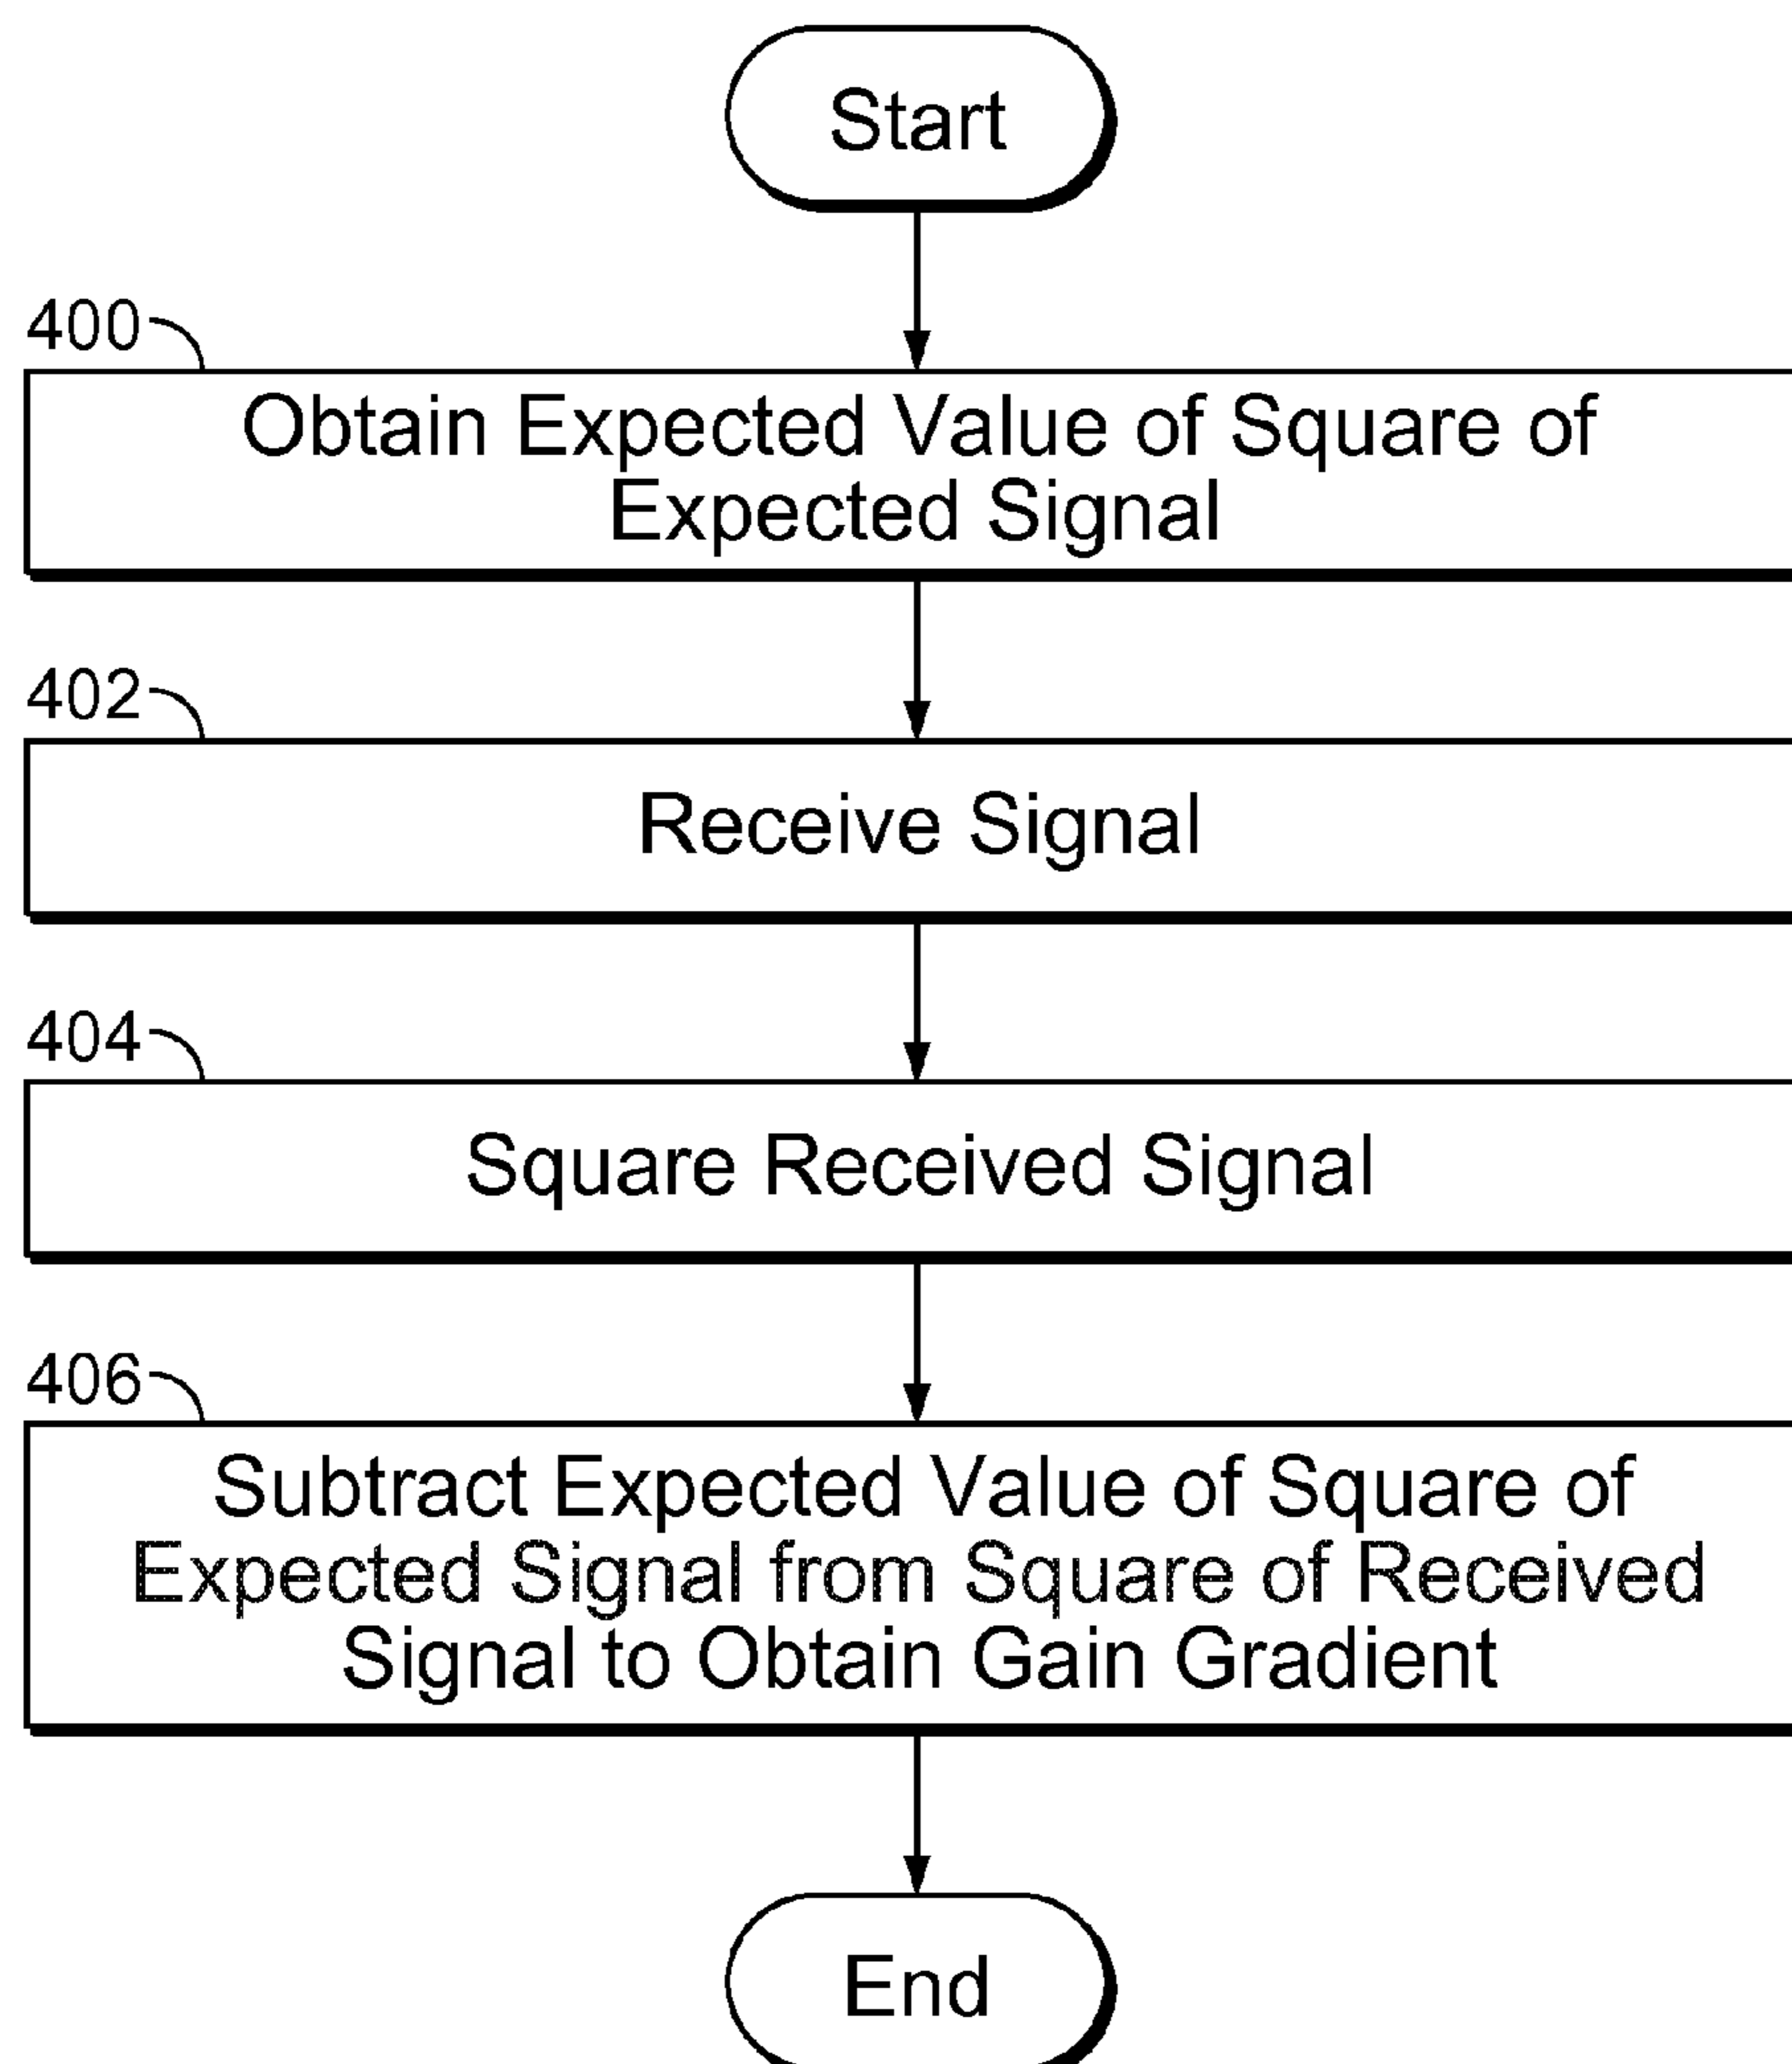 Start
400
Obtain Expected Value of Square of
Expected Signal
402
Receive Signal
404
Square Received Signal
406
Subtract Expected Value of Square of
Expected Signal from Square of Received
Signal to Obtain Gain Gradient
End